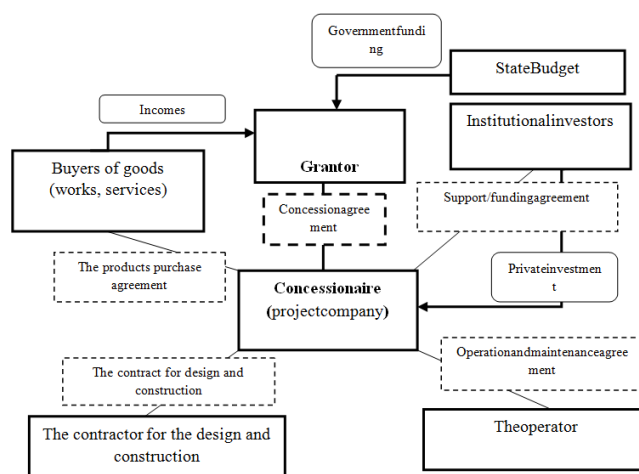 Governmentfundi
ng
StateBudget
Incomes
Institutionalinvestors
Grantor
Buyers of goods
(works, services)
Concessionagree
ment
Support/fundingagreement
The products purchase
agreement
Privateinvestmen
t
Concessionaire
(projectcompany)
Operationandmaintenanceagree
ment
The contract for design and
construction
The contractor for the design and
construction
Theoperator